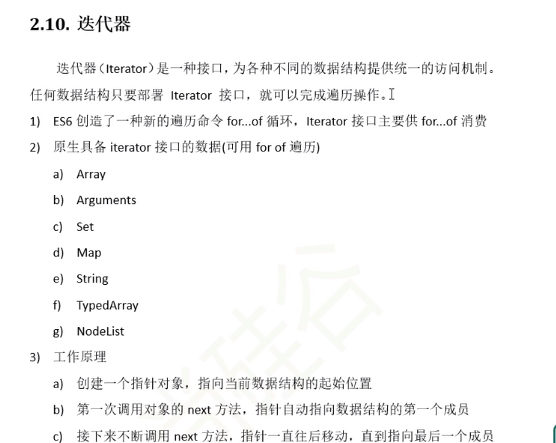 2.10. 迭代器
迭代器（Iterator）是一种接口，为各种不同的数据结构提供统一的访问机制。
任何数据结构只要部署 Iterator 接口，就可以完成遍历操作。
1) ES6 创造了一种新的遍历命令 for...of 循环，Iterator 接口主要供 for...of 消费
2) 原生具备 iterator 接口的数据(可用 for of 遍历)
a) Array
b) Arguments
c) Set
d) Map
e) String
f) TypedArray
g) NodeList
3) 工作原理
a) 创建一个指针对象，指向当前数据结构的起始位置
b) 第一次调用对象的 next 方法，指针自动指向数据结构的第一个成员
c) 接下来不断调用 next 方法，指针一直往后移动，直到指向最后一个成员
硅谷